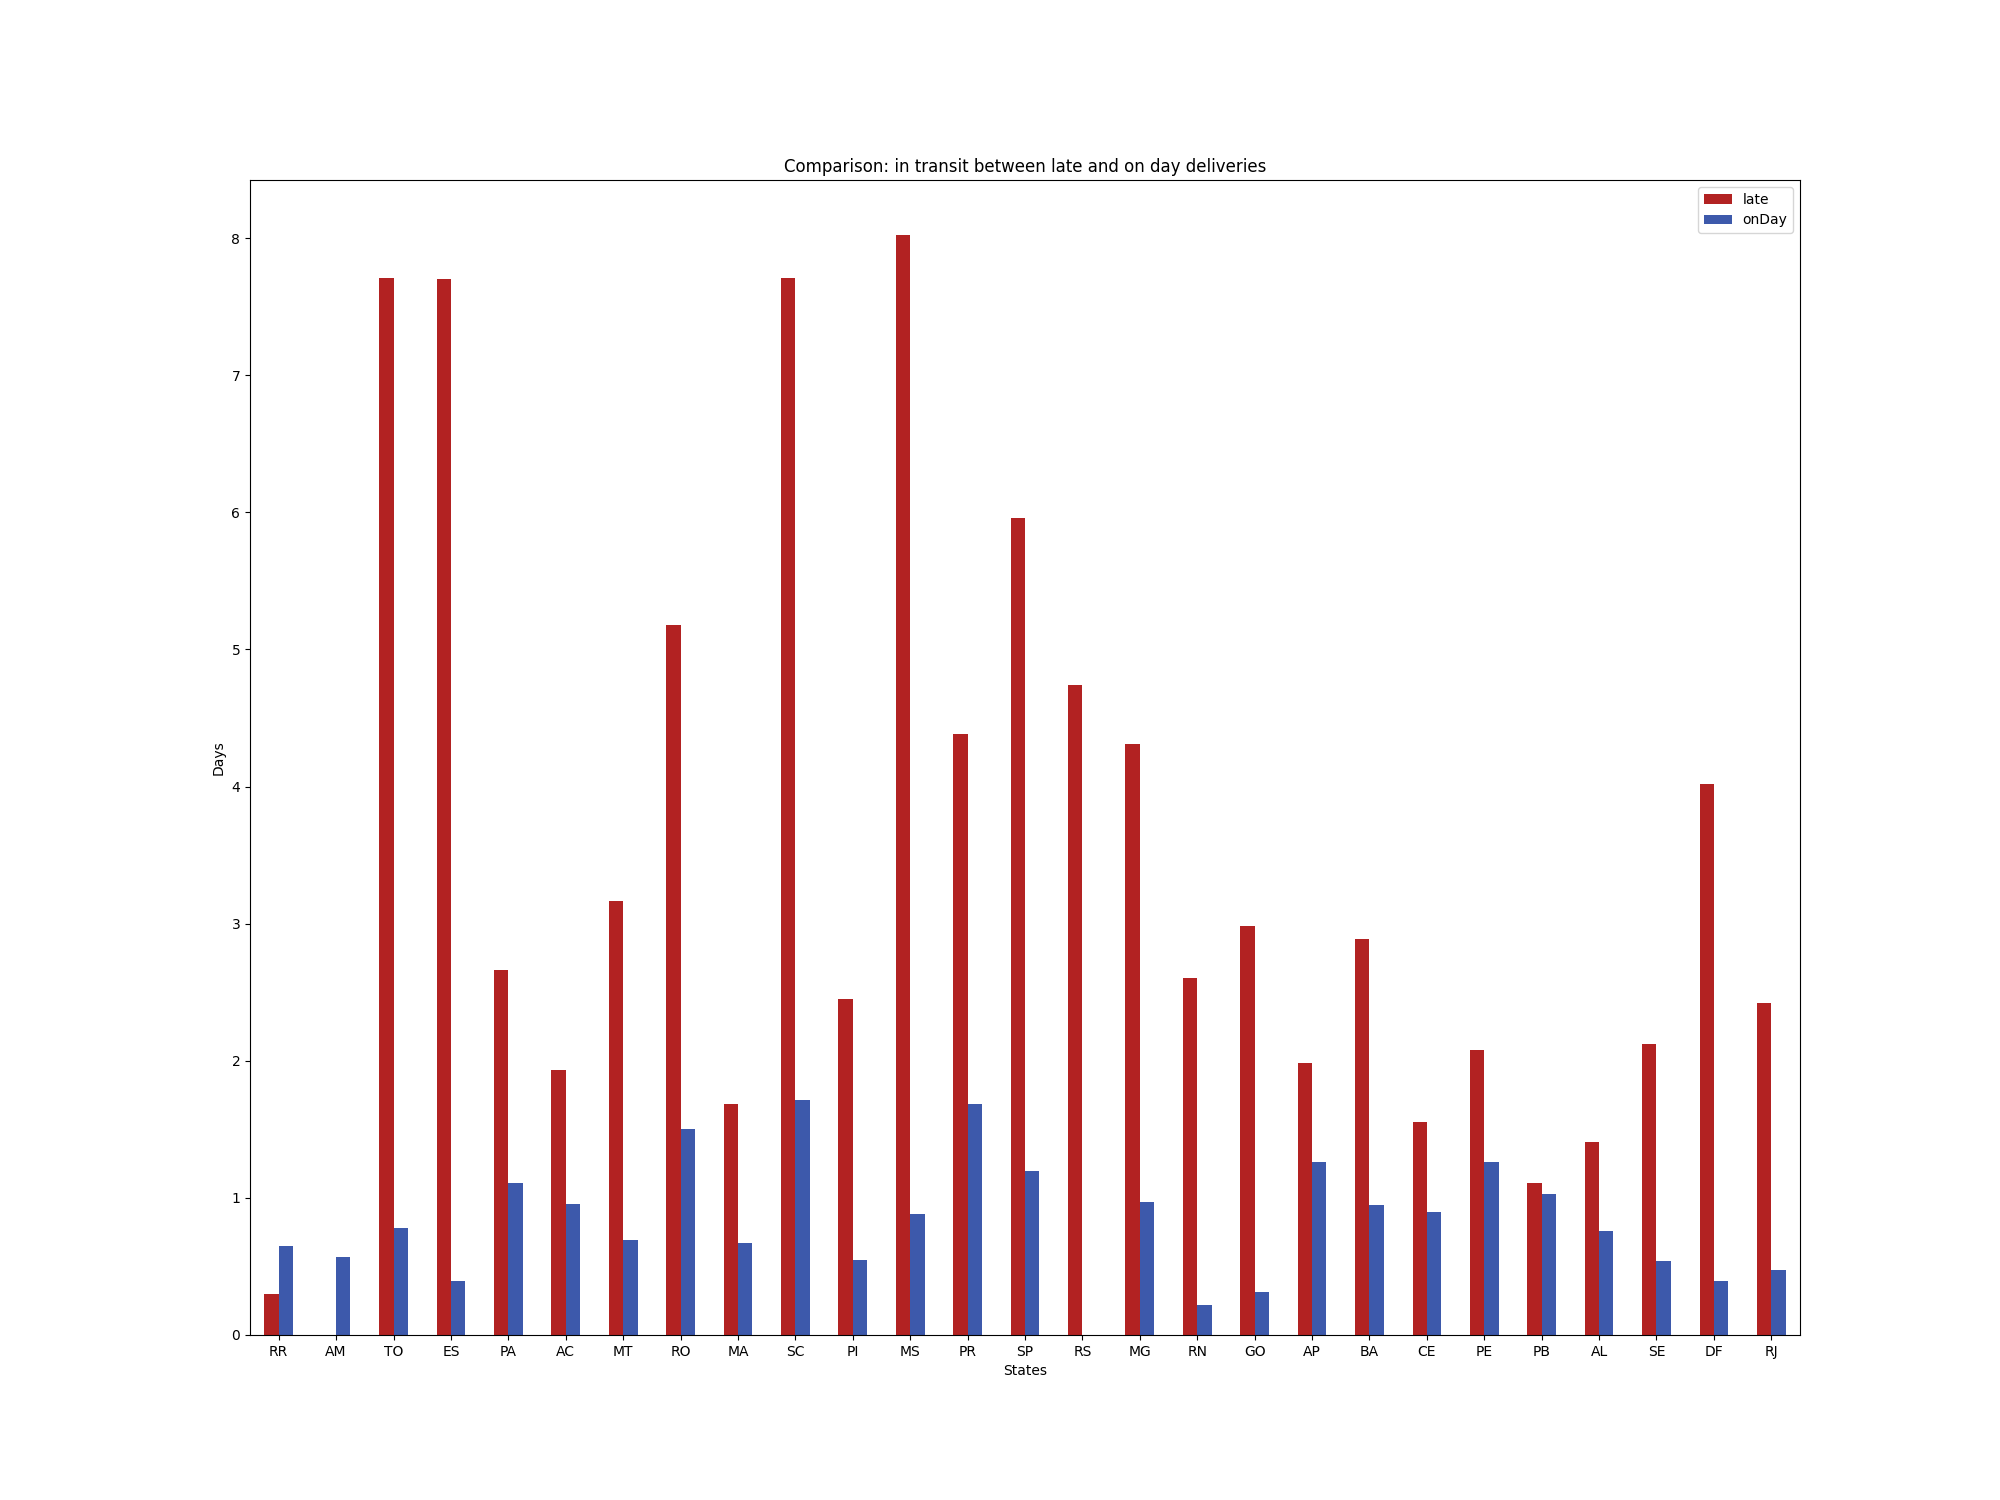 Comparison: in transit between late and on day deliveries
late
onDay
8
7
6
5
4
3
2
1
0
Days
RR AM TO ES PA AC MT RO MA SC PI MS PR SP RS MG RN GO AP BA CE PE PB AL SE DF RJ
States